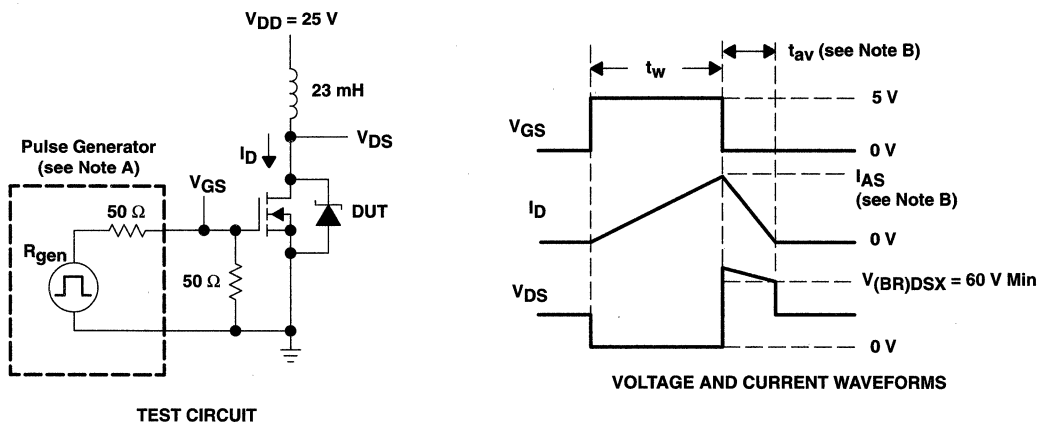 VDD = 25 V
23 mH
VDS
ID
Pulse Generator
(see Note A)
VGS
50 Ω
Rgen
50 Ω
DUT
TEST CIRCUIT
tw
tav (see Note B)
VGS
5 V
0 V
ID
IAS
(see Note B)
0 V
VDS
V(BR)DSX = 60 V Min
0 V
VOLTAGE AND CURRENT WAVEFORMS